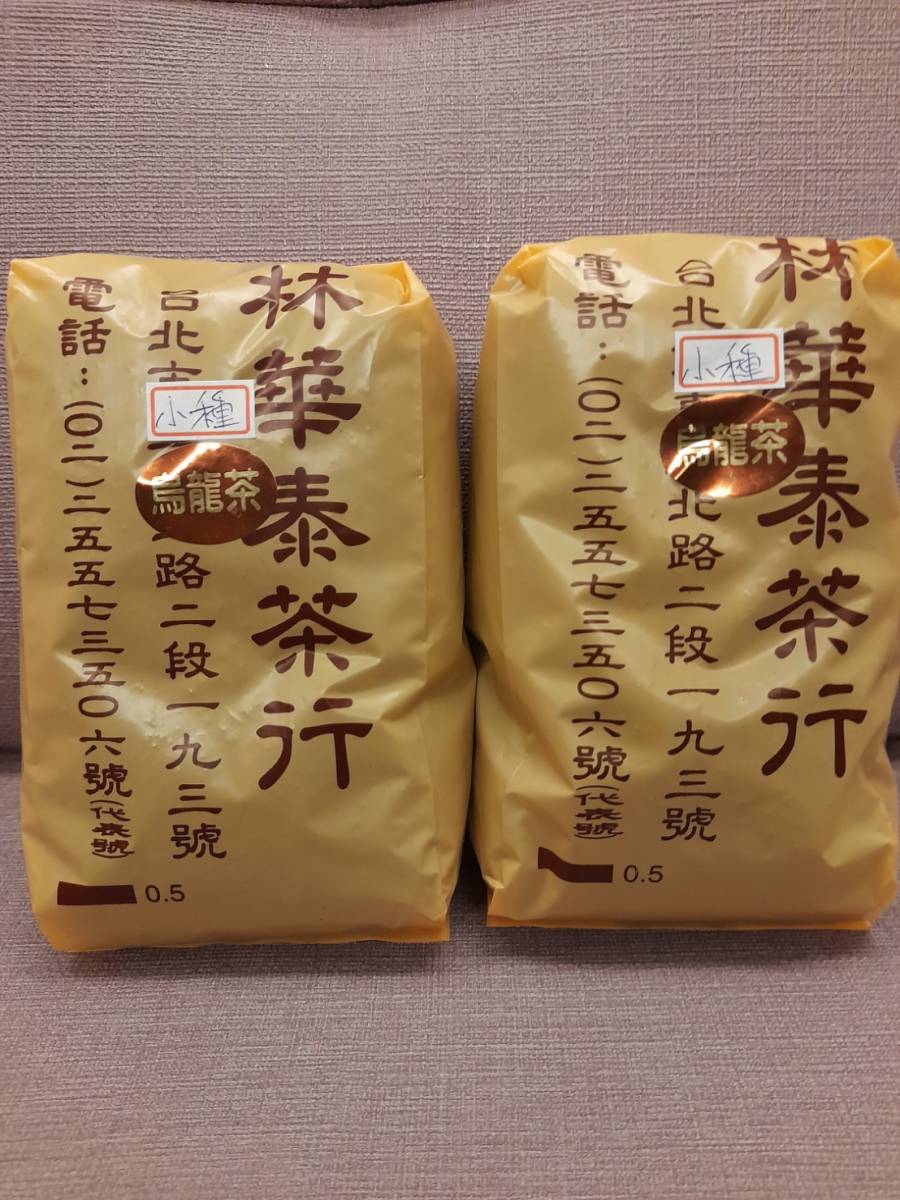 林華泰茶行
台北市
路二段一九三號
電話：(〇二)二五五七三五〇六號(代表號)
小種
烏龍茶
0.5
林華泰茶行
台北
北路二段一九三號
電話：(〇二)二五五七三五〇六號(代表號)
小種
烏龍茶
0.5